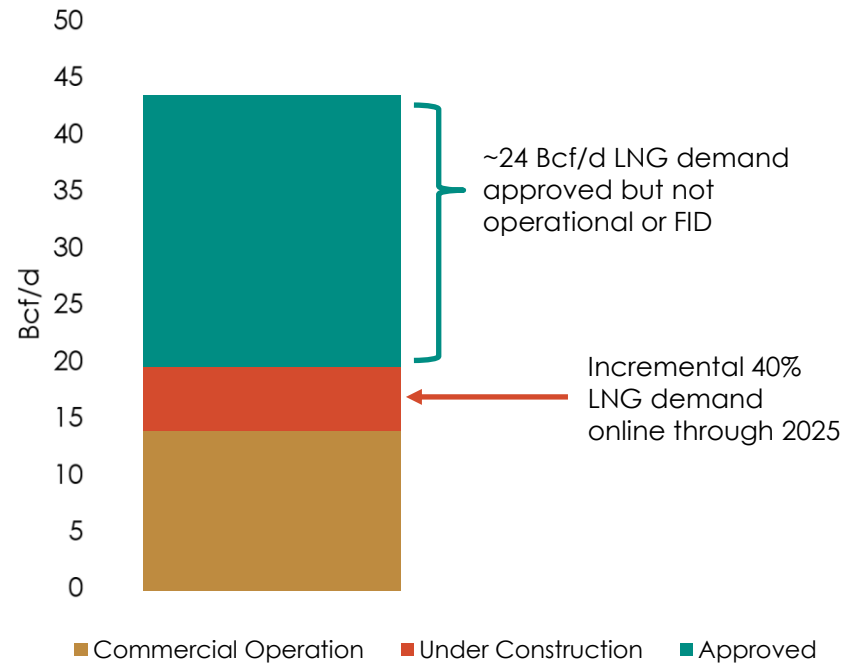 50
45
40
35
30
25
20
15
10
5
0
Bcf/d
~24 Bcf/d LNG demand
approved but not
operational or FID
Incremental 40%
LNG demand
online through 2025
Commercial Operation
Under Construction
Approved